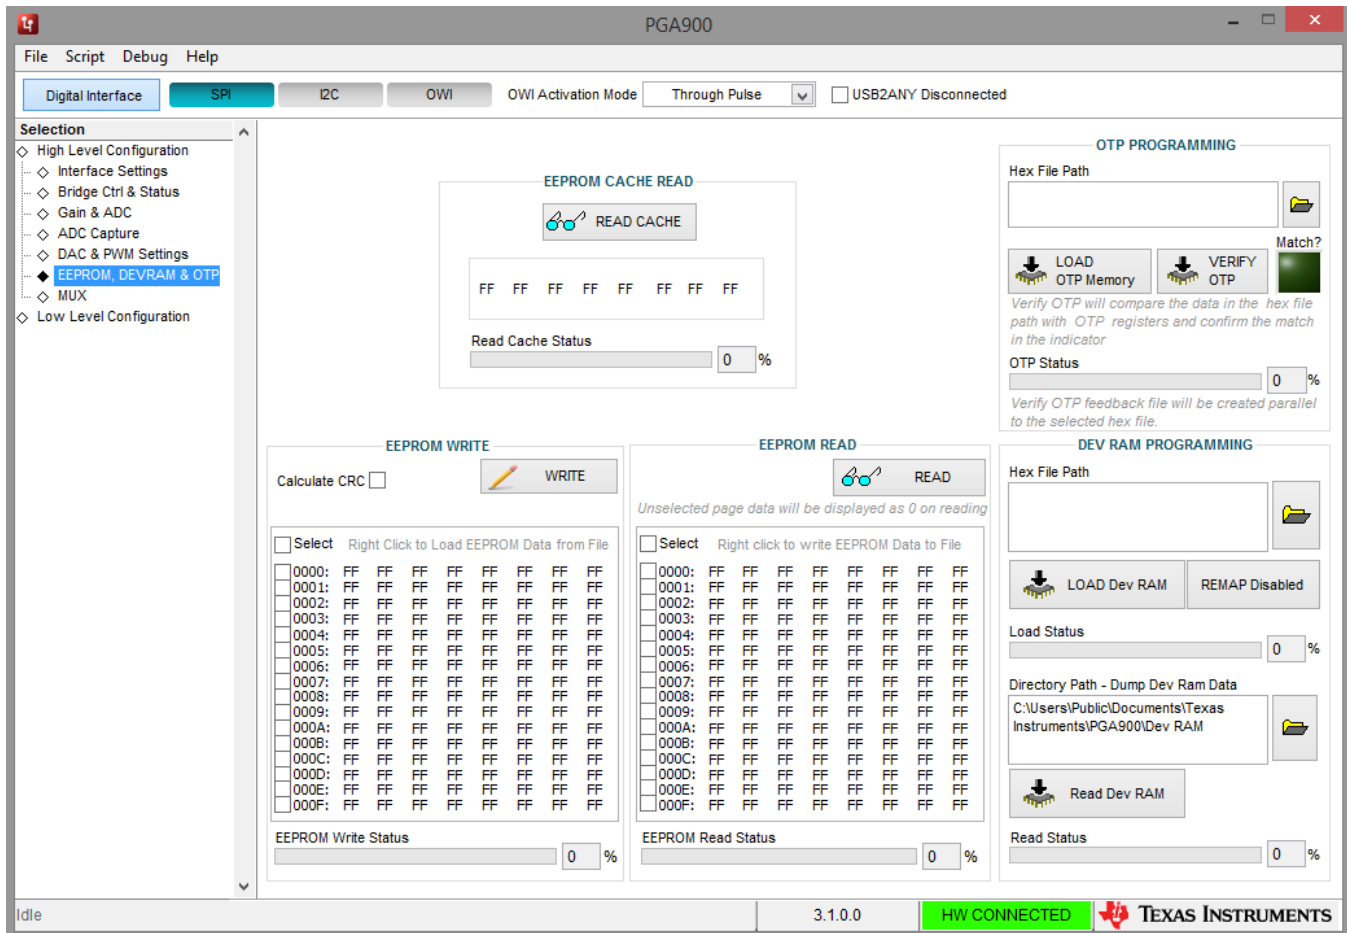 PGA900
File Script Debug Help
Digital Interface SPI I2C OWI OWI Activation Mode Through Pulse USB2ANY Disconnected
Selection
High Level Configuration
Interface Settings
Bridge Ctrl & Status
Gain & ADC
ADC Capture
DAC & PWM Settings
EEPROM, DEVRAM & OTP
MUX
Low Level Configuration
EEPROM CACHE READ
READ CACHE
FF FF FF FF FF FF FF FF
Read Cache Status
0 %
OTP PROGRAMMING
Hex File Path
Match?
LOAD OTP Memory
VERIFY OTP
Verify OTP will compare the data in the hex file
path with OTP registers and confirm the match
in the indicator
OTP Status
0 %
Verify OTP feedback file will be created parallel
to the selected hex file.
EEPROM WRITE
Calculate CRC WRITE
Select Right Click to Load EEPROM Data from File
0000: FF FF FF FF FF FF FF FF
0001: FF FF FF FF FF FF FF FF
0002: FF FF FF FF FF FF FF FF
0003: FF FF FF FF FF FF FF FF
0004: FF FF FF FF FF FF FF FF
0005: FF FF FF FF FF FF FF FF
0006: FF FF FF FF FF FF FF FF
0007: FF FF FF FF FF FF FF FF
0008: FF FF FF FF FF FF FF FF
0009: FF FF FF FF FF FF FF FF
000A: FF FF FF FF FF FF FF FF
000B: FF FF FF FF FF FF FF FF
000C: FF FF FF FF FF FF FF FF
000D: FF FF FF FF FF FF FF FF
000E: FF FF FF FF FF FF FF FF
000F: FF FF FF FF FF FF FF FF
EEPROM Write Status
0 %
EEPROM READ
READ
Unselected page data will be displayed as 0 on reading
Select Right click to write EEPROM Data to File
0000: FF FF FF FF FF FF FF FF
0001: FF FF FF FF FF FF FF FF
0002: FF FF FF FF FF FF FF FF
0003: FF FF FF FF FF FF FF FF
0004: FF FF FF FF FF FF FF FF
0005: FF FF FF FF FF FF FF FF
0006: FF FF FF FF FF FF FF FF
0007: FF FF FF FF FF FF FF FF
0008: FF FF FF FF FF FF FF FF
0009: FF FF FF FF FF FF FF FF
000A: FF FF FF FF FF FF FF FF
000B: FF FF FF FF FF FF FF FF
000C: FF FF FF FF FF FF FF FF
000D: FF FF FF FF FF FF FF FF
000E: FF FF FF FF FF FF FF FF
000F: FF FF FF FF FF FF FF FF
EEPROM Read Status
0 %
DEV RAM PROGRAMMING
Hex File Path
LOAD Dev RAM REMAP Disabled
Load Status
0 %
Directory Path - Dump Dev Ram Data
C:\Users\Public\Documents\Texas
Instruments\PGA900\Dev RAM
Read Dev RAM
Read Status
0 %
Idle 3.1.0.0 HW CONNECTED TEXAS INSTRUMENTS